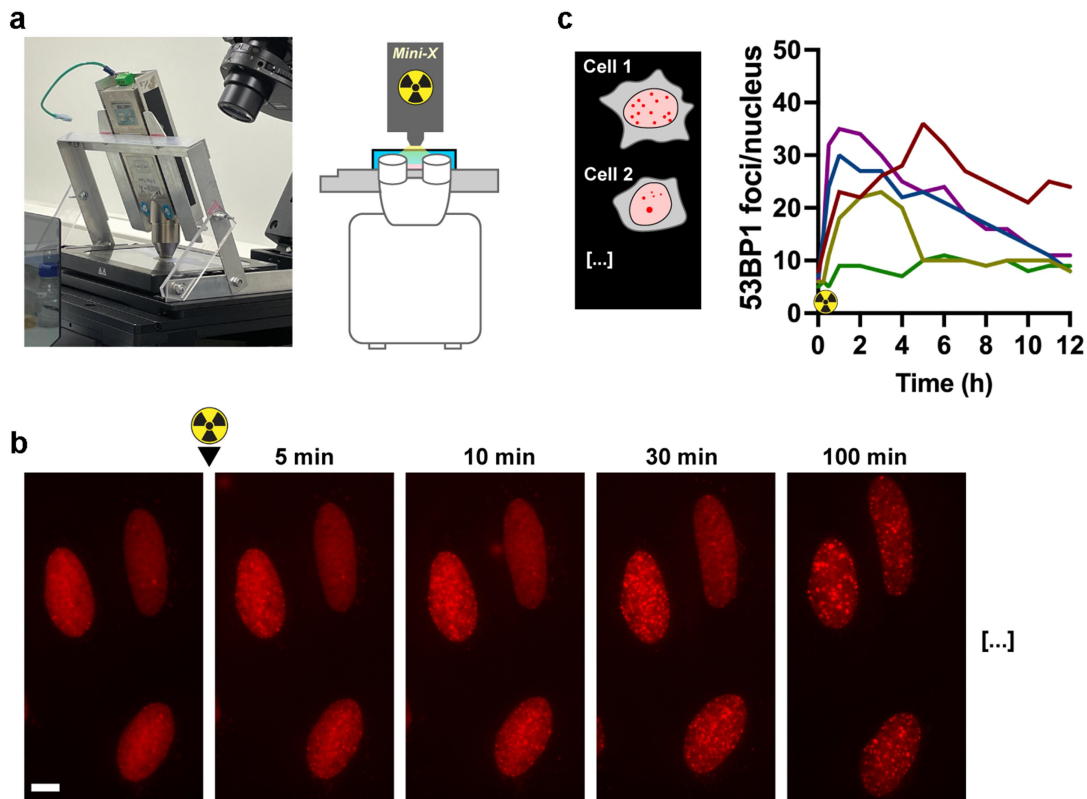 a
Mini-X
c
Cell 1
Cell 2
[...]
53BP1 foci/nucleus
50
40
30
20
10
0
0 2 4 6 8 10 12
Time (h)
b
5 min 10 min 30 min 100 min
[...]